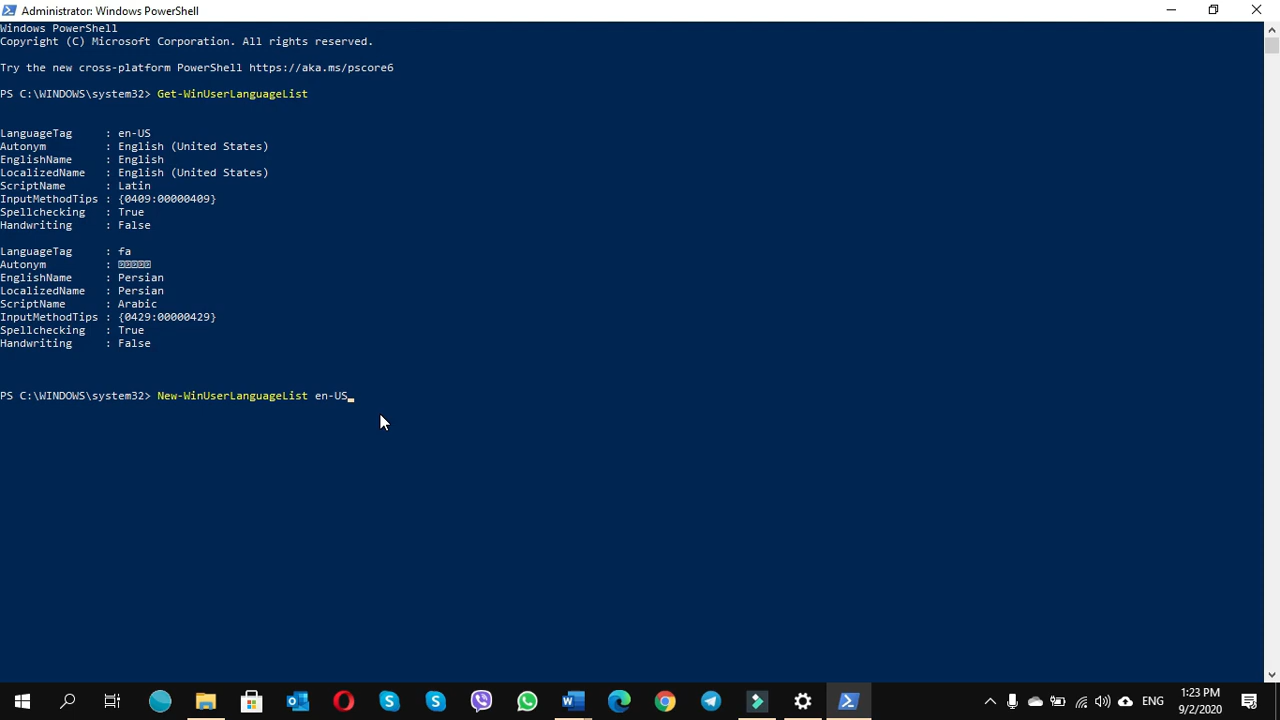 Administrator: Windows PowerShell
Windows PowerShell
Copyright (C) Microsoft Corporation. All rights reserved.
Try the new cross-platform PowerShell https://aka.ms/pscore6
PS C:\WINDOWS\system32> Get-WinUserLanguageList
LanguageTag : en-US
Autonym : English (United States)
EnglishName : English
LocalizedName : English (United States)
ScriptName : Latin
InputMethodTips : {0409:00000409}
Spellchecking : True
Handwriting : False
LanguageTag : fa
Autonym :
EnglishName : Persian
LocalizedName : Persian
ScriptName : Arabic
InputMethodTips : {0429:00000429}
Spellchecking : True
Handwriting : False
PS C:\WINDOWS\system32> New-WinUserLanguageList en-US_
ENG
1:23 PM
9/2/2020